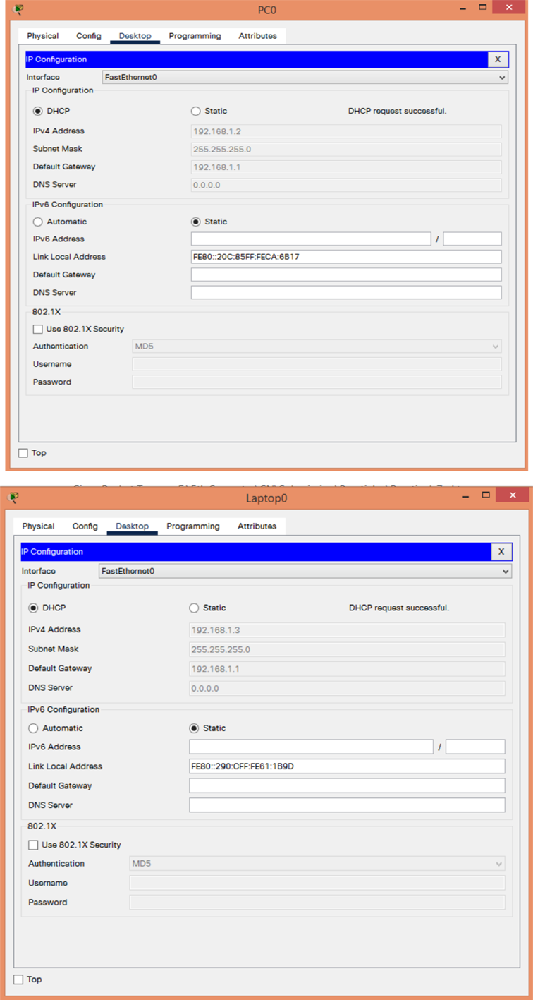 PC0
Physical Config Desktop Programming Attributes
IP Configuration X
Interface FastEthernet0
IP Configuration
DHCP Static DHCP request successful.
IPv4 Address 192.168.1.2
Subnet Mask 255.255.255.0
Default Gateway 192.168.1.1
DNS Server 0.0.0.0
IPv6 Configuration
Automatic Static
IPv6 Address /
Link Local Address FE80::20C:85FF:FECA:6B17
Default Gateway
DNS Server
802.1X
Use 802.1X Security
Authentication MD5
Username
Password
Top
Laptop0
Physical Config Desktop Programming Attributes
IP Configuration X
Interface FastEthernet0
IP Configuration
DHCP Static DHCP request successful.
IPv4 Address 192.168.1.3
Subnet Mask 255.255.255.0
Default Gateway 192.168.1.1
DNS Server 0.0.0.0
IPv6 Configuration
Automatic Static
IPv6 Address /
Link Local Address FE80::290:CFF:FE61:1B9D
Default Gateway
DNS Server
802.1X
Use 802.1X Security
Authentication MD5
Username
Password
Top